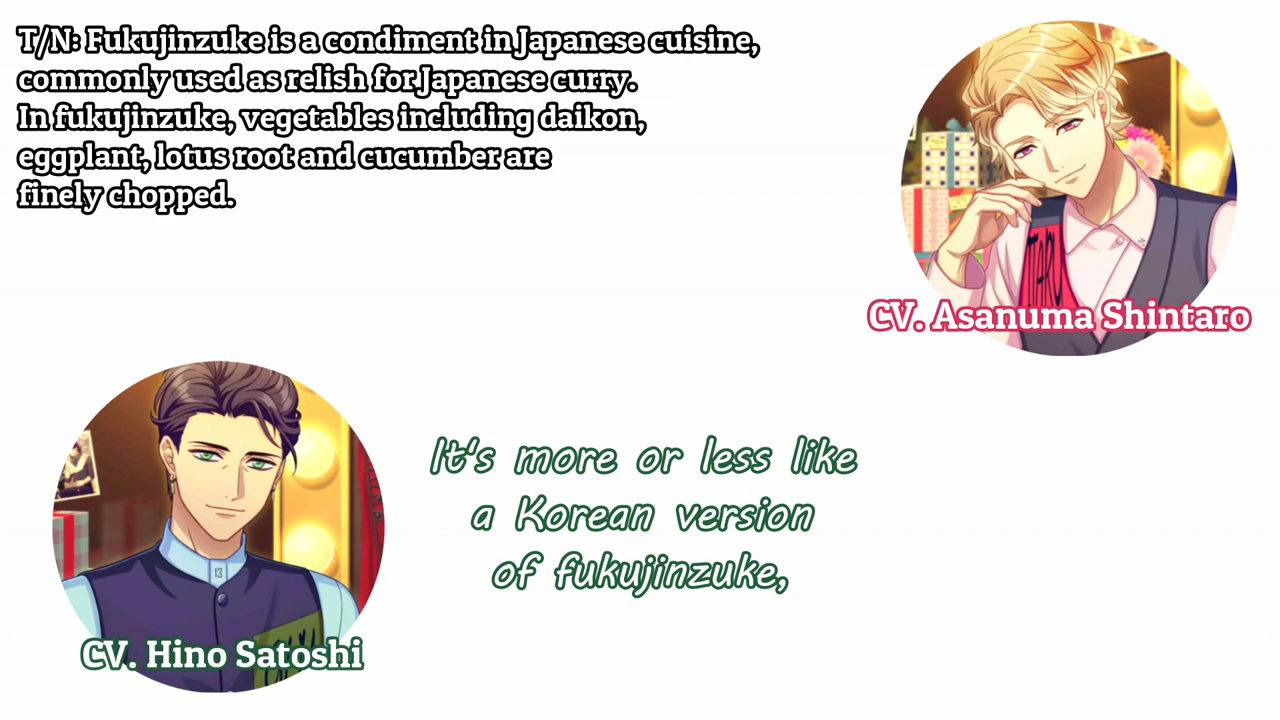 T/N: Fukujinzuke is a condiment in Japanese cuisine,
commonly used as relish for Japanese curry.
In fukujinzuke, vegetables including daikon,
eggplant, lotus root and cucumber are
finely chopped.
CV. Asanuma Shintaro
It's more or less like
a Korean version
of fukujinzuke,
13
CV. Hino Satoshi